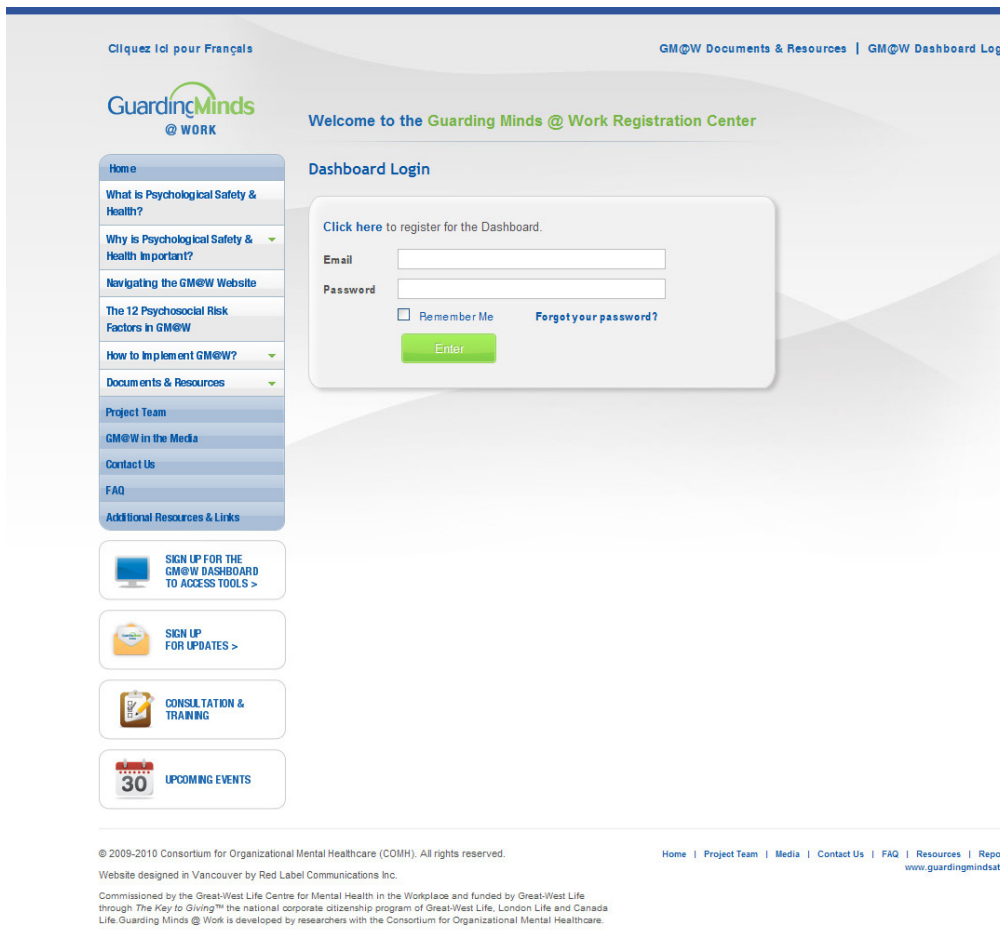 Cliquez Ici pour Français
GM@W Documents & Resources | GM@W Dashboard
GuardingMinds
@ WORK
Welcome to the Guarding Minds @ Work Registration Center
Home
What is Psychological Safety &
Health?
Why is Psychological Safety &
Health Important?
Navigating the GM@W Website
The 12 Psychosocial Risk
Factors in GM@W
How to Implement GM@W?
Documents & Resources
Project Team
GM@W in the Media
Contact Us
FAQ
Additional Resources & Links
Dashboard Login
Click here to register for the Dashboard.
Email
Password
Remember Me Forgot your password?
Enter
SIGN UP FOR THE
GM@W DASHBOARD
TO ACCESS TOOLS >
SIGN UP
FOR UPDATES >
CONSULTATION &
TRAINING
30
UPCOMING EVENTS
© 2009-2010 Consortium for Organizational Mental Healthcare (COMH). All rights reserved.
Website designed in Vancouver by Red Label Communications Inc.
Commissioned by the Great-West Life Centre for Mental Health in the Workplace and funded by Great-West Life
through The Key to Giving™ the national corporate citizenship program of Great-West Life, London Life and Canada
Life.Guarding Minds @ Work is developed by researchers with the Consortium for Organizational Mental Healthcare.
Home | Project Team | Media | Contact Us | FAQ | Resources |